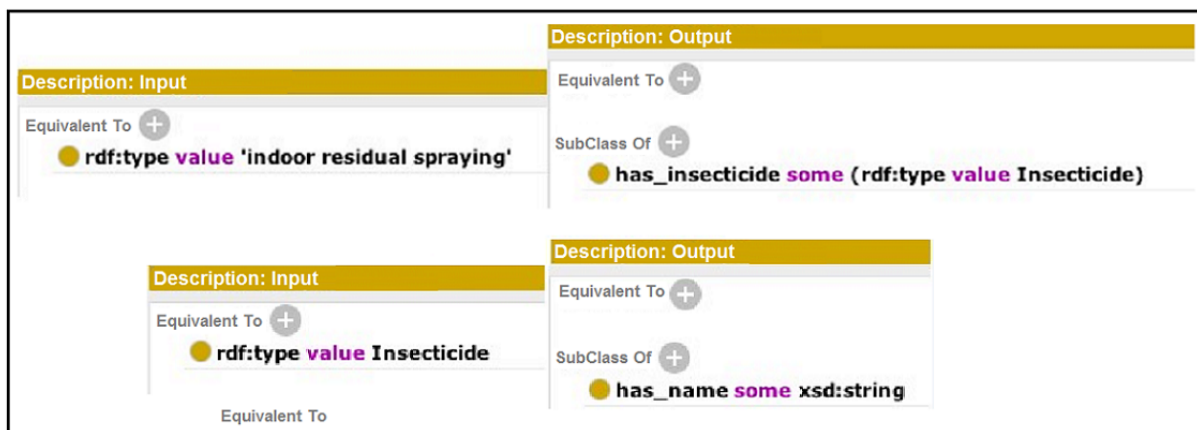 Description: Input
Equivalent To
rdf:type value 'indoor residual spraying'
Description: Output
Equivalent To
SubClass Of
has_insecticide some (rdf:type value Insecticide)
Description: Input
Equivalent To
rdf:type value Insecticide
Equivalent To
Description: Output
Equivalent To
SubClass Of
has_name some xsd:string